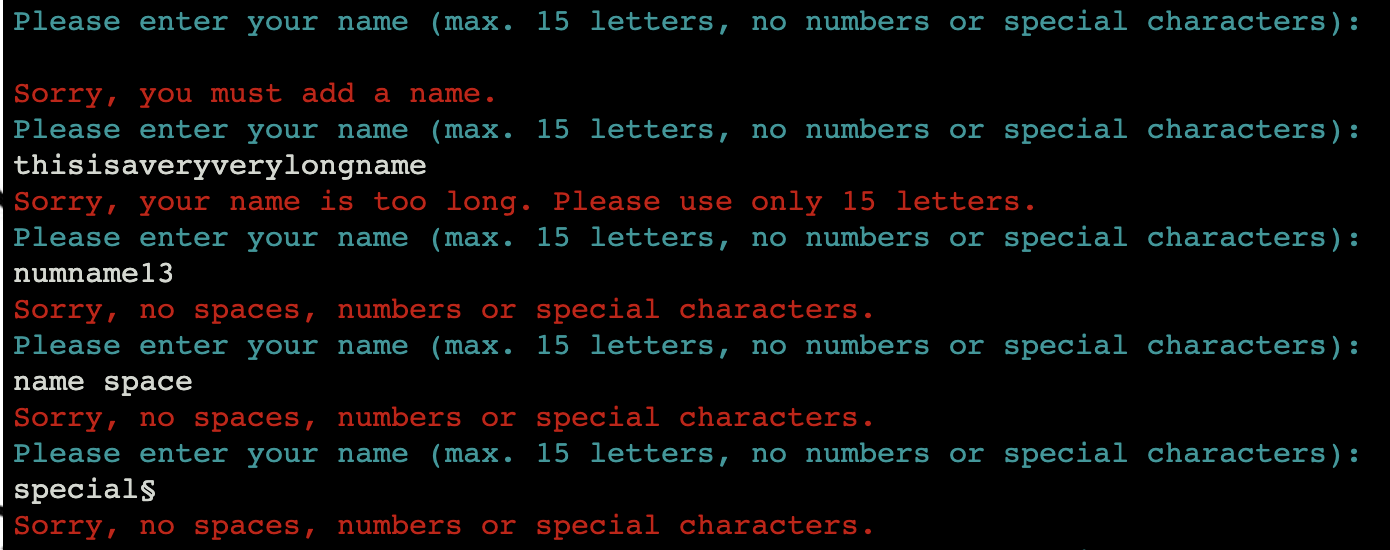 Please enter your name (max. 15 letters, no numbers or special characters):
Sorry, you must add a name.
Please enter your name (max. 15 letters, no numbers or special characters):
thisisaveryverylongname
Sorry, your name is too long. Please use only 15 letters.
Please enter your name (max. 15 letters, no numbers or special characters):
numname13
Sorry, no spaces, numbers or special characters.
Please enter your name (max. 15 letters, no numbers or special characters):
name space
Sorry, no spaces, numbers or special characters.
Please enter your name (max. 15 letters, no numbers or special characters):
special§
Sorry, no spaces, numbers or special characters.